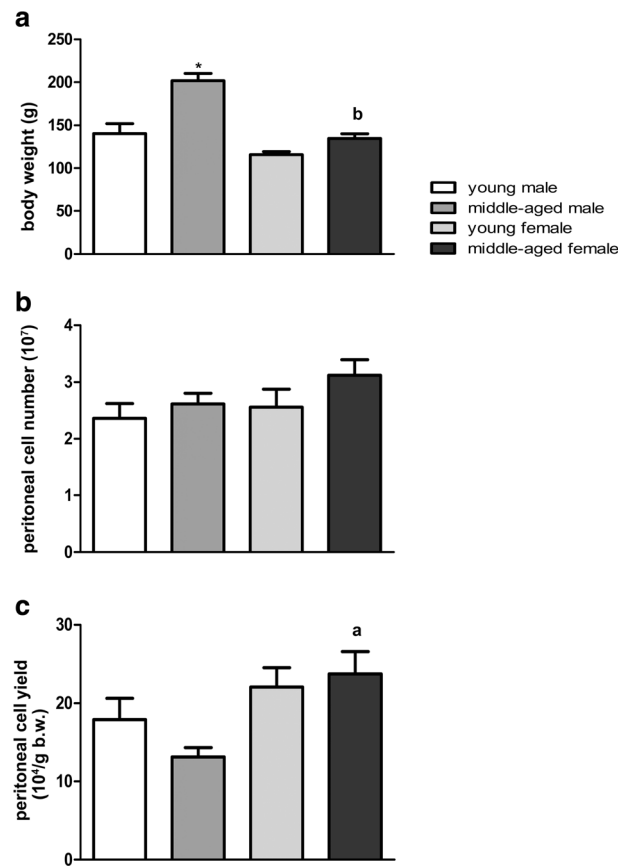 a
body weight (g)
250
200
150
100
50
0
*
b
young male
middle-aged male
young female
middle-aged female
b
peritoneal cell number (10⁷)
4
3
2
1
0
c
peritoneal cell yield
(10⁴/g b.w.)
30
20
10
0
a